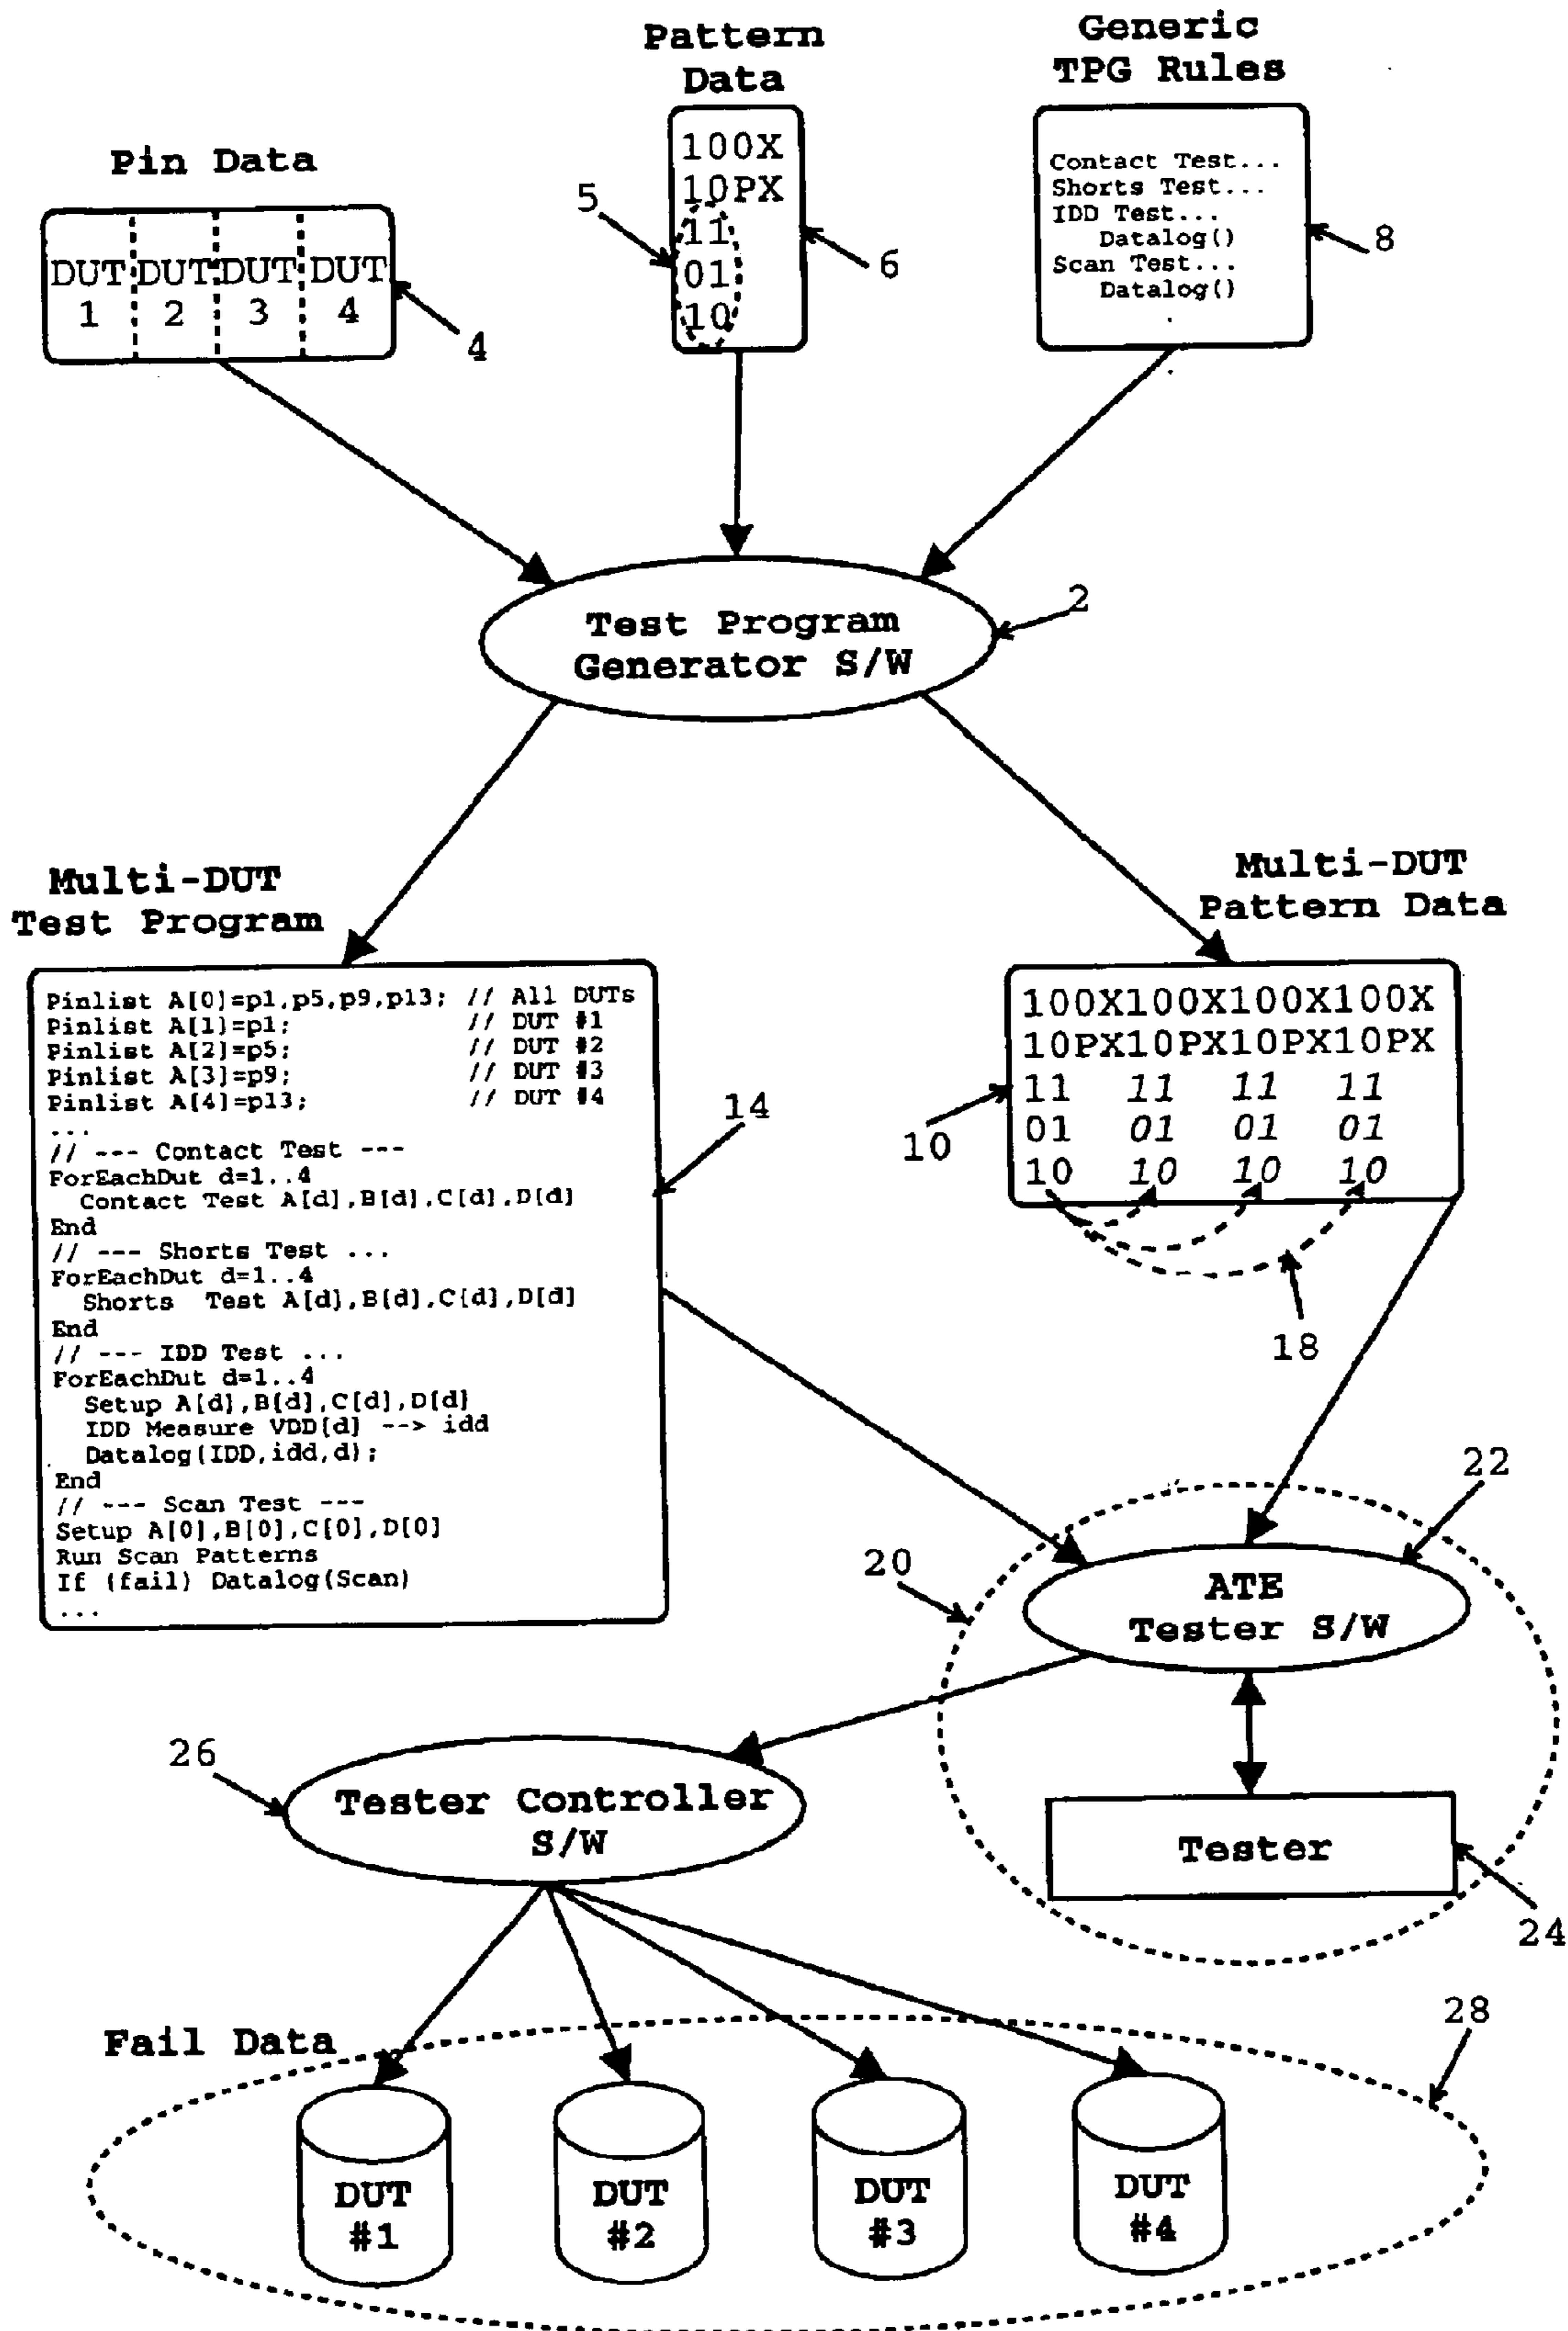 Pattern
Data
Generic
TPG Rules
Pin Data
100X
10PX
11
01
10
5
6
Contact Test...
Shorts Test...
IDD Test...
Datalog()
Scan Test...
Datalog()
8
DUT DUT DUT DUT
1 2 3 4
4
Test Program
Generator S/W
2
Multi-DUT
Test Program
Multi-DUT
Pattern Data
Pinlist A[0]=p1,p5,p9,p13; // All DUTs
Pinlist A[1]=p1; // DUT #1
Pinlist A[2]=p5; // DUT #2
Pinlist A[3]=p9; // DUT #3
Pinlist A[4]=p13; // DUT #4
...
// --- Contact Test ---
ForEachDut d=1..4
Contact Test A[d],B[d],C[d],D[d]
End
// --- Shorts Test ...
ForEachDut d=1..4
Shorts Test A[d],B[d],C[d],D[d]
End
// --- IDD Test ...
ForEachDut d=1..4
Setup A[d],B[d],C[d],D[d]
IDD Measure VDD[d] --> idd
Datalog(IDD,idd,d);
End
// --- Scan Test ---
Setup A[0],B[0],C[0],D[0]
Run Scan Patterns
If (fail) Datalog(Scan)
...
14
100X100X100X100X
10PX10PX10PX10PX
11 11 11 11
01 01 01 01
10 10 10 10
10
18
22
20
ATE
Tester S/W
26
Tester Controller
S/W
Tester
24
Fail Data
28
DUT
#1
DUT
#2
DUT
#3
DUT
#4